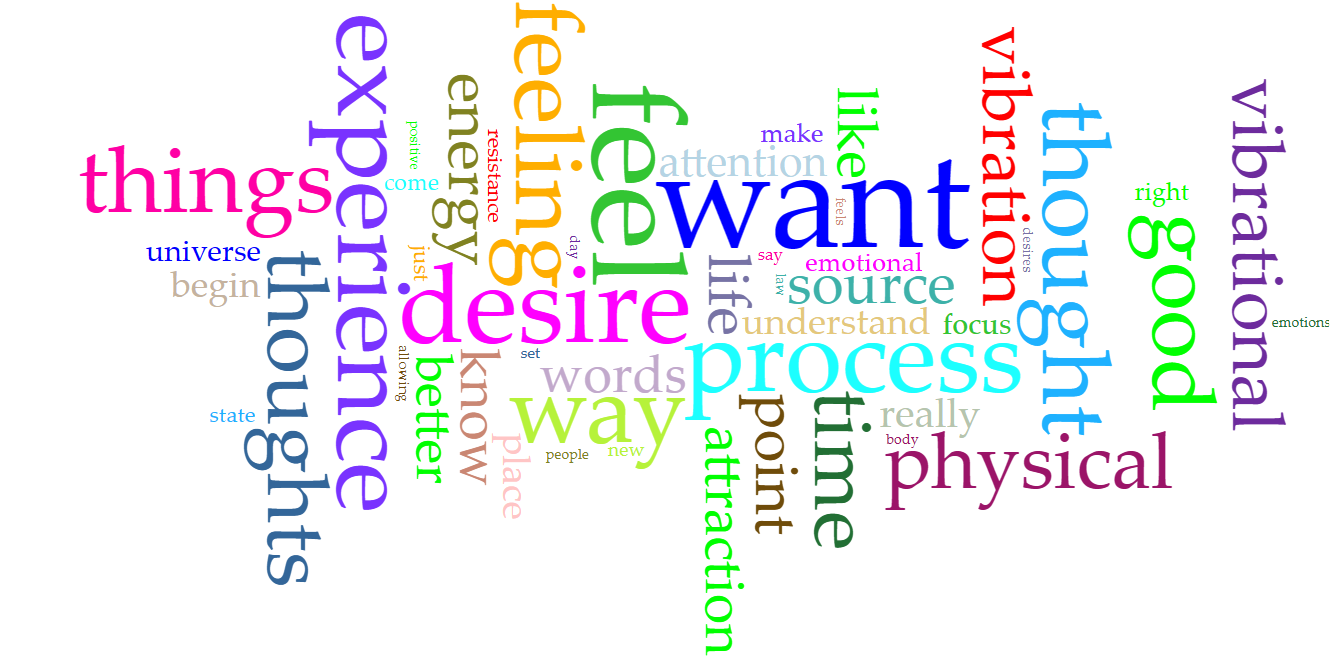 things
experience
feeling
feel
want
energy
positive
come
resistance
attention
make
like
feels
vibration
thought
vibrational
right
good
universe
begin
thoughts
just
day
desire
life
say
law
emotional
source
desires
understand
focus
emotions
process
allowing
better
know
set
words
way
state
place
people
new
point
time
really
body
physical
attraction